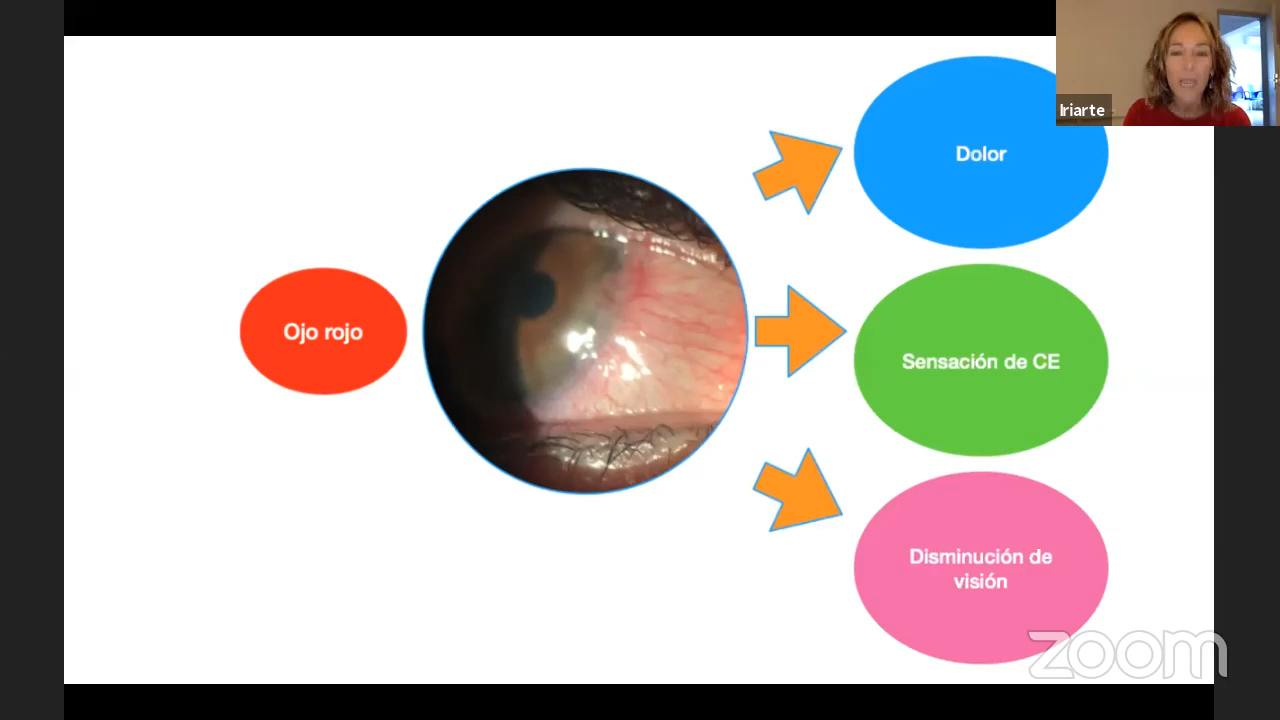 Iriarte
Dolor
Ojo rojo
Sensación de CE
Disminución de
visión
zoom